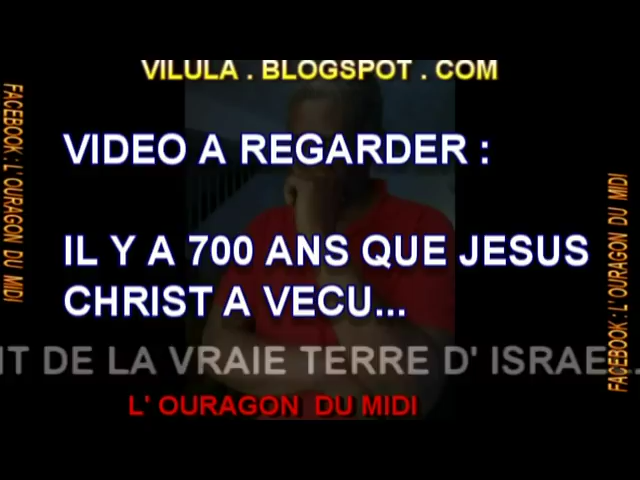 VILULA . BLOGSPOT . COM
FACEBOOK : L' OURAGON DU MIDI
VIDEO A REGARDER :
IL Y A 700 ANS QUE JESUS
CHRIST A VECU...
FACEBOOK : L' OURAGON DU MIDI
DE LA VRAIE TERRE D' ISRAE
L' OURAGON DU MIDI